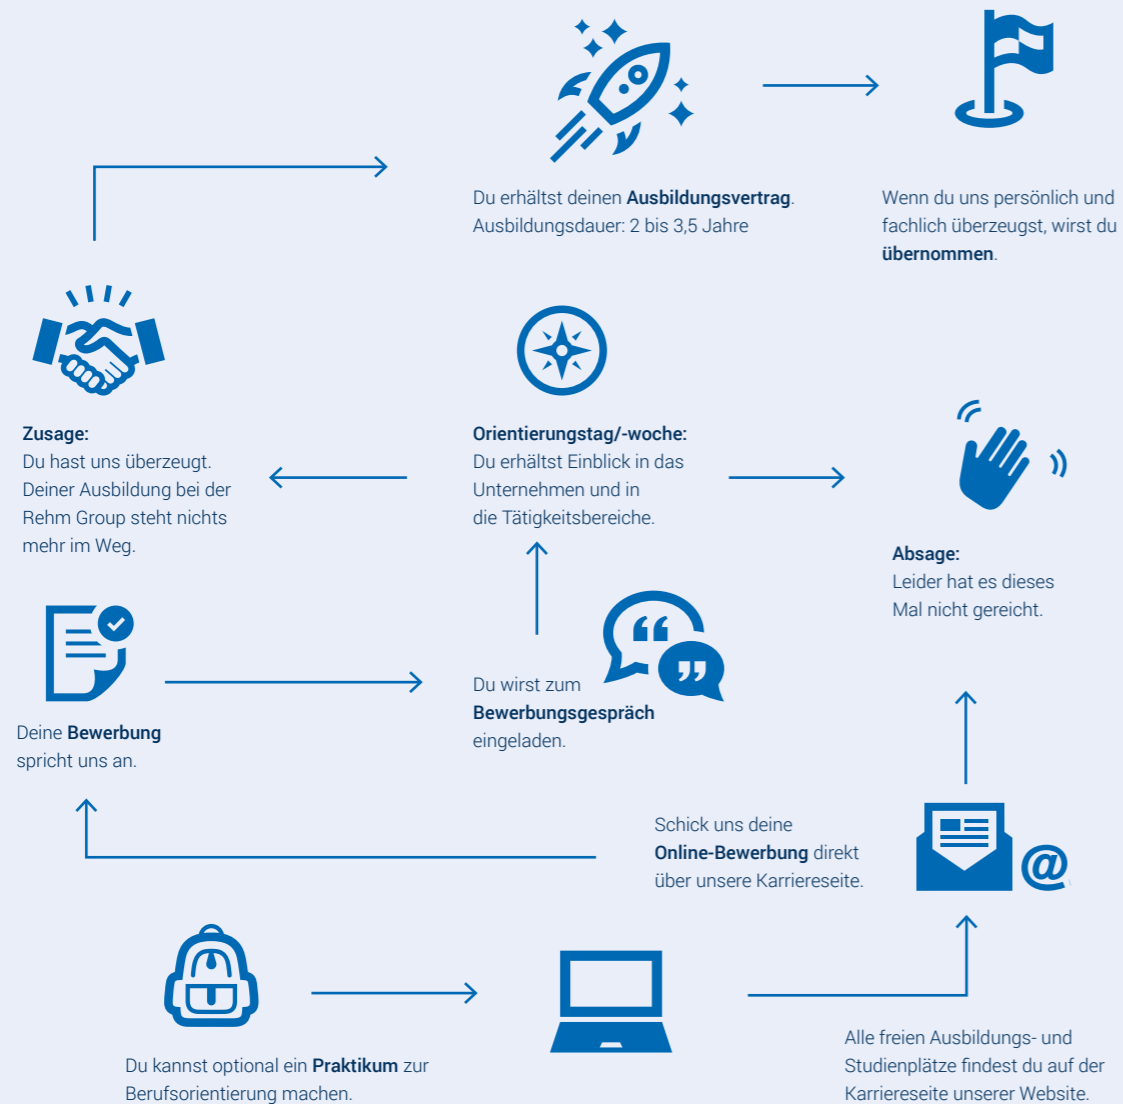 Du erhältst deinen Ausbildungsvertrag.
Ausbildungsdauer: 2 bis 3,5 Jahre
Wenn du uns persönlich und
fachlich überzeugst, wirst du
übernommen.
Zusage:
Du hast uns überzeugt.
Deiner Ausbildung bei der
Rehm Group steht nichts
mehr im Weg.
Orientierungstag/-woche:
Du erhältst Einblick in das
Unternehmen und in
die Tätigkeitsbereiche.
Absage:
Leider hat es dieses
Mal nicht gereicht.
Deine Bewerbung
spricht uns an.
Du wirst zum
Bewerbungsgespräch
eingeladen.
Schick uns deine
Online-Bewerbung direkt
über unsere Karriereseite.
@
Du kannst optional ein Praktikum zur
Berufsorientierung machen.
Alle freien Ausbildungs- und
Studienplätze findest du auf der
Karriereseite unserer Website.